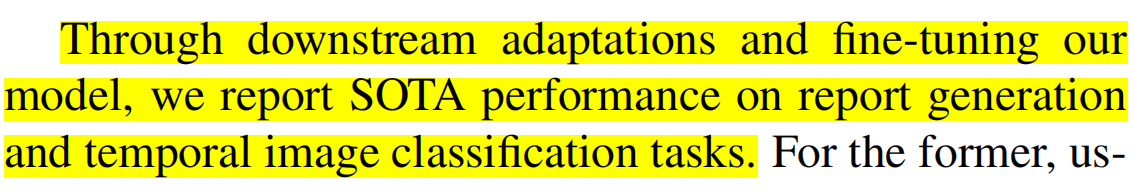 Through downstream adaptations and fine-tuning our
model, we report SOTA performance on report generation
and temporal image classification tasks. For the former, us-